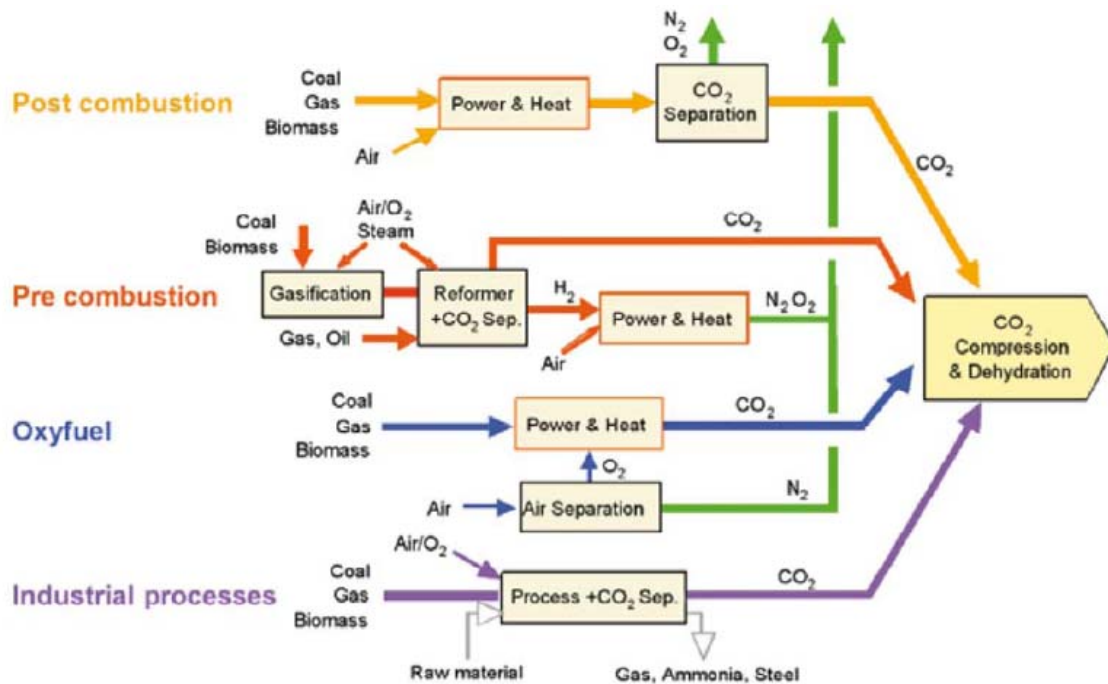 N₂
O₂
Post combustion
Coal
Gas
Biomass
Air
Power & Heat
CO₂
Separation
CO₂
Pre combustion
Coal
Biomass
Air/O₂
Steam
Gasification
Gas, Oil
Reformer
+CO₂ Sep.
H₂
Air
Power & Heat
N₂O₂
CO₂
CO₂
Compression
& Dehydration
Oxyfuel
Coal
Gas
Biomass
Power & Heat
CO₂
O₂
Air
Air Separation
N₂
Industrial processes
Coal
Gas
Biomass
Air/O₂
Process +CO₂ Sep.
CO₂
Raw material
Gas, Ammonia, Steel